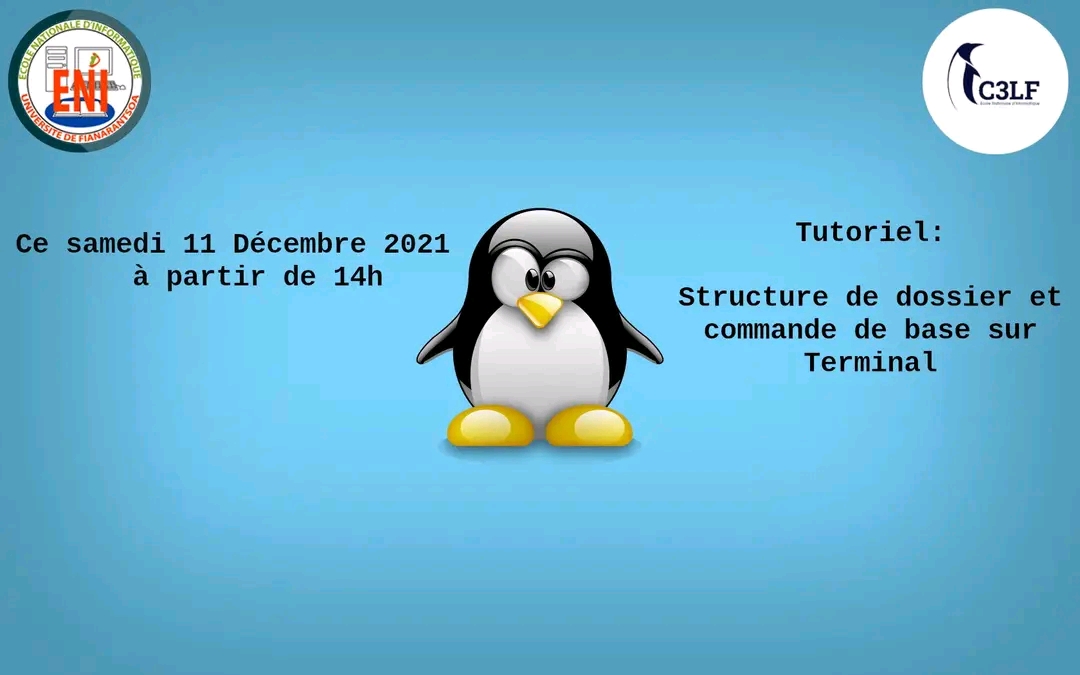 ECOLE NATIONALE D'INFORMATIQUE
ENI
UNIVERSITE DE FIANARANTSOA
C3LF
Ce samedi 11 Décembre 2021
à partir de 14h
Tutoriel:
Structure de dossier et
commande de base sur
Terminal